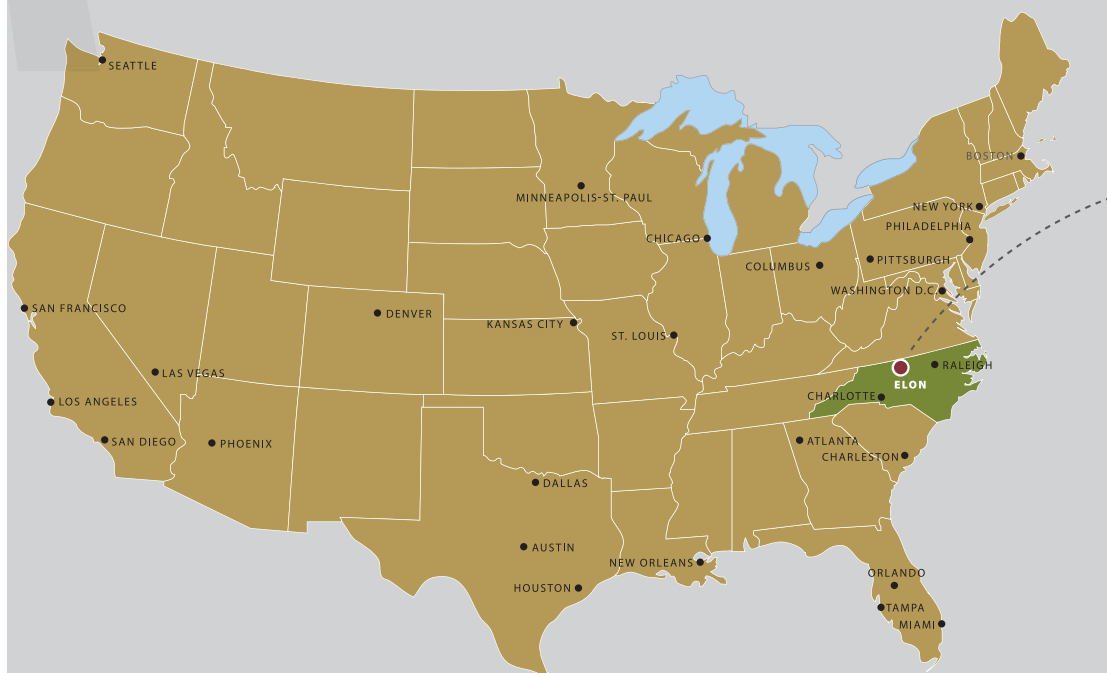 SEATTLE
BOSTON
MINNEAPOLIS-ST. PAUL
NEW YORK
PHILADELPHIA
CHICAGO
PITTSBURGH
COLUMBUS
WASHINGTON D.C.
SAN FRANCISCO
DENVER
KANSAS CITY
ST. LOUIS
RALEIGH
LAS VEGAS
ELON
CHARLOTTE
LOS ANGELES
SAN DIEGO
PHOENIX
ATLANTA
CHARLESTON
DALLAS
AUSTIN
NEW ORLEANS
ORLANDO
HOUSTON
TAMPA
MIAMI